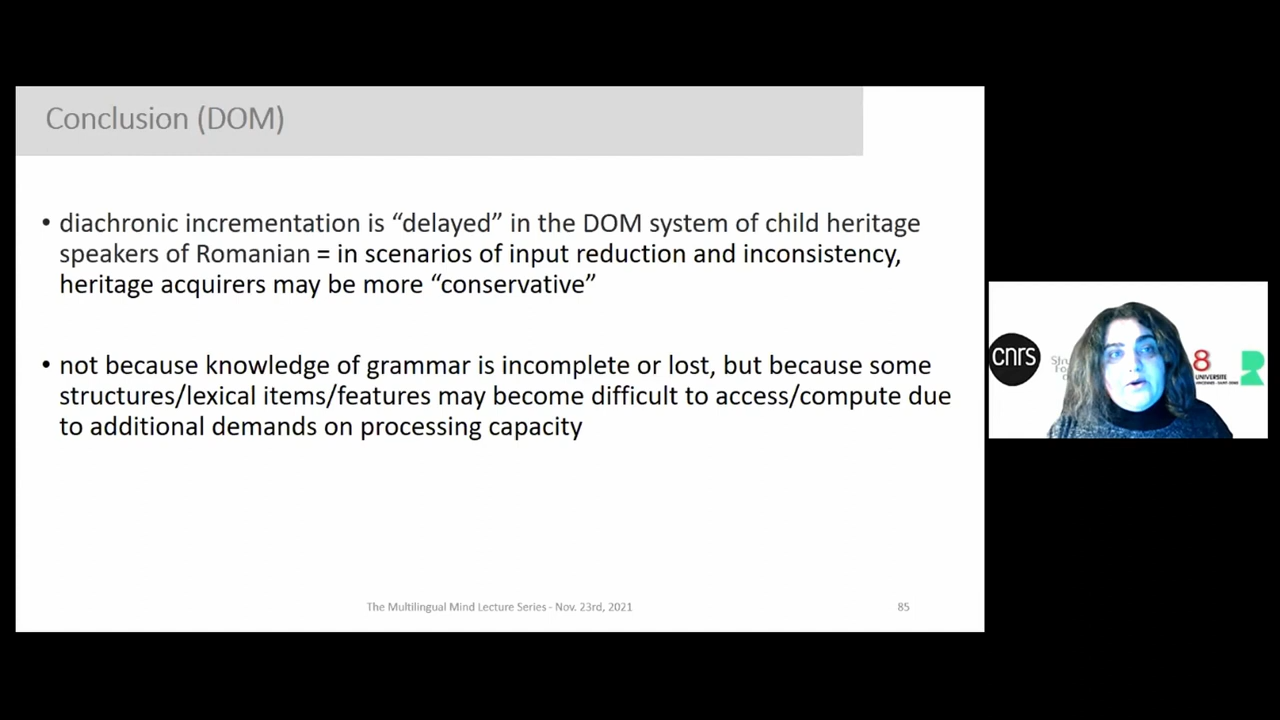 Conclusion (DOM)
• diachronic incrementation is “delayed” in the DOM system of child heritage
speakers of Romanian = in scenarios of input reduction and inconsistency,
heritage acquirers may be more “conservative”
• not because knowledge of grammar is incomplete or lost, but because some
structures/lexical items/features may become difficult to access/compute due
to additional demands on processing capacity
The Multilingual Mind Lecture Series - Nov. 23rd, 2021
85
cnrs
8
UNIVERSITE